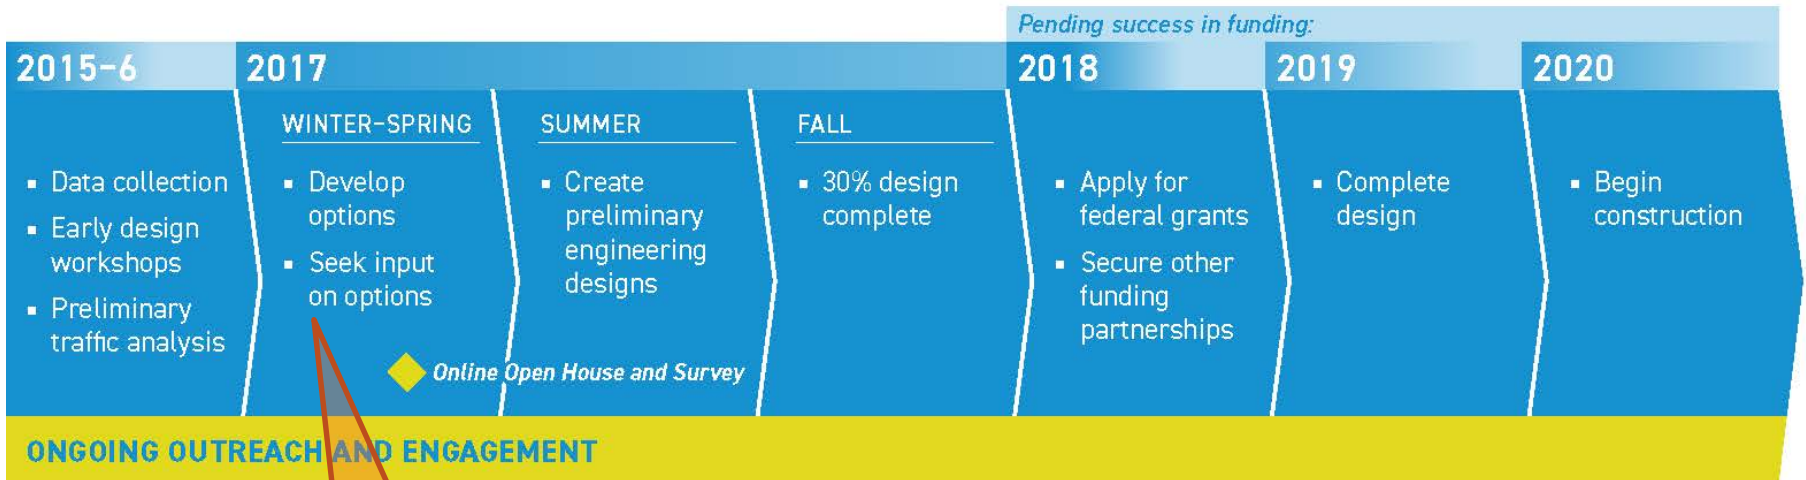 Pending success in funding:
2015-6
2017
2018
2019
2020
▪ Data collection
▪ Early design
workshops
▪ Preliminary
traffic analysis
WINTER-SPRING
▪ Develop
options
▪ Seek input
on options
SUMMER
▪ Create
preliminary
engineering
designs
FALL
▪ 30% design
complete
▪ Apply for
federal grants
▪ Secure other
funding
partnerships
▪ Complete
design
▪ Begin
construction
Online Open House and Survey
ONGOING OUTREACH AND ENGAGEMENT